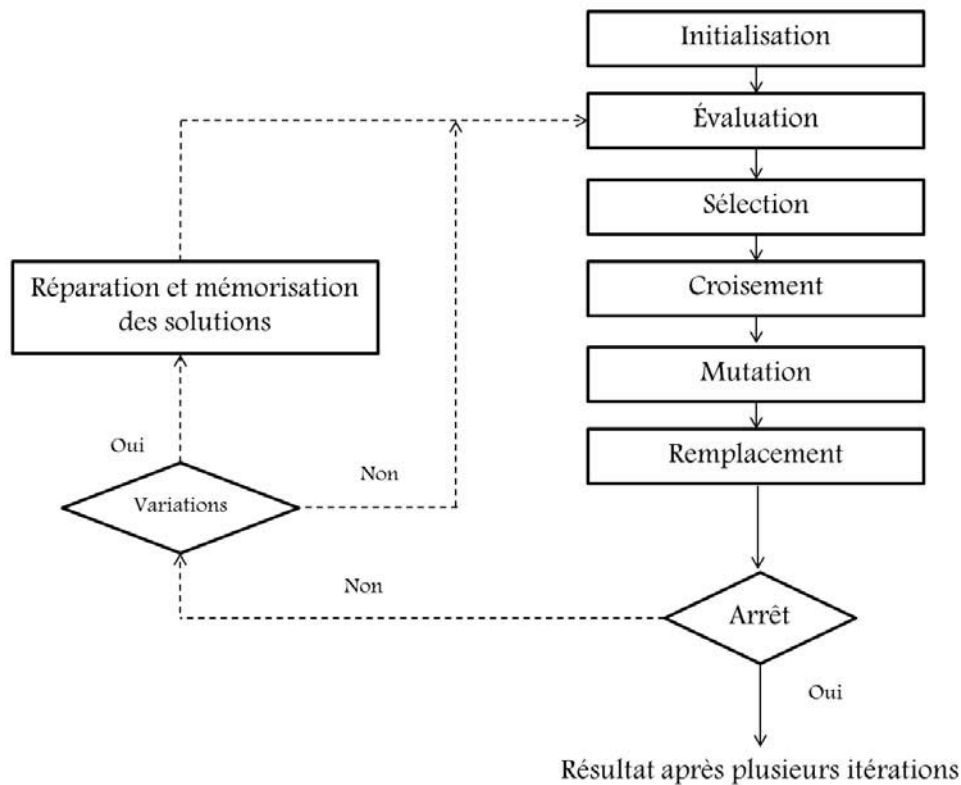 Initialisation
Évaluation
Sélection
Croisement
Mutation
Remplacement
Arrêt
Oui
Résultat après plusieurs itérations
Non
Variations
Non
Oui
Réparation et mémorisation
des solutions